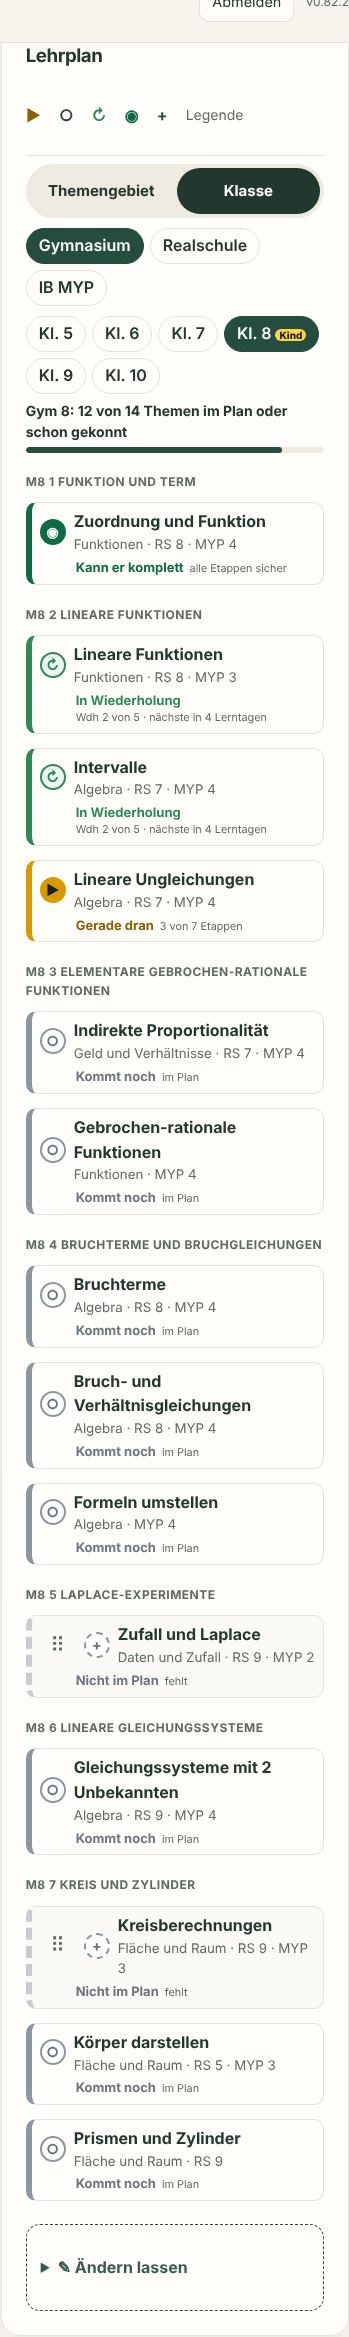 Abmelden v0.82.2
Lehrplan
Legende
Themengebiet Klasse
Gymnasium Realschule
IB MYP
Kl. 5 Kl. 6 Kl. 7 Kl. 8 Kind
Kl. 9 Kl. 10
Gym 8: 12 von 14 Themen im Plan oder
schon gekonnt
M8 1 FUNKTION UND TERM
Zuordnung und Funktion
Funktionen · RS 8 · MYP 4
Kann er komplett alle Etappen sicher
M8 2 LINEARE FUNKTIONEN
Lineare Funktionen
Funktionen · RS 8 · MYP 3
In Wiederholung
Wdh 2 von 5 · nächste in 4 Lerntagen
Intervalle
Algebra · RS 7 · MYP 4
In Wiederholung
Wdh 2 von 5 · nächste in 4 Lerntagen
Lineare Ungleichungen
Algebra · RS 7 · MYP 4
Gerade dran 3 von 7 Etappen
M8 3 ELEMENTARE GEBROCHEN-RATIONALE
FUNKTIONEN
Indirekte Proportionalität
Geld und Verhältnisse · RS 7 · MYP 4
Kommt noch im Plan
Gebrochen-rationale
Funktionen
Funktionen · MYP 4
Kommt noch im Plan
M8 4 BRUCHTERME UND BRUCHGLEICHUNGEN
Bruchterme
Algebra · RS 8 · MYP 4
Kommt noch im Plan
Bruch- und
Verhältnisgleichungen
Algebra · RS 8 · MYP 4
Kommt noch im Plan
Formeln umstellen
Algebra · MYP 4
Kommt noch im Plan
M8 5 LAPLACE-EXPERIMENTE
Zufall und Laplace
Daten und Zufall · RS 9 · MYP 2
Nicht im Plan fehlt
M8 6 LINEARE GLEICHUNGSSYSTEME
Gleichungssysteme mit 2
Unbekannten
Algebra · RS 9 · MYP 4
Kommt noch im Plan
M8 7 KREIS UND ZYLINDER
Kreisberechnungen
Fläche und Raum · RS 9 · MYP
3
Nicht im Plan fehlt
Körper darstellen
Fläche und Raum · RS 5 · MYP 3
Kommt noch im Plan
Prismen und Zylinder
Fläche und Raum · RS 9
Kommt noch im Plan
▶ ✎ Ändern lassen